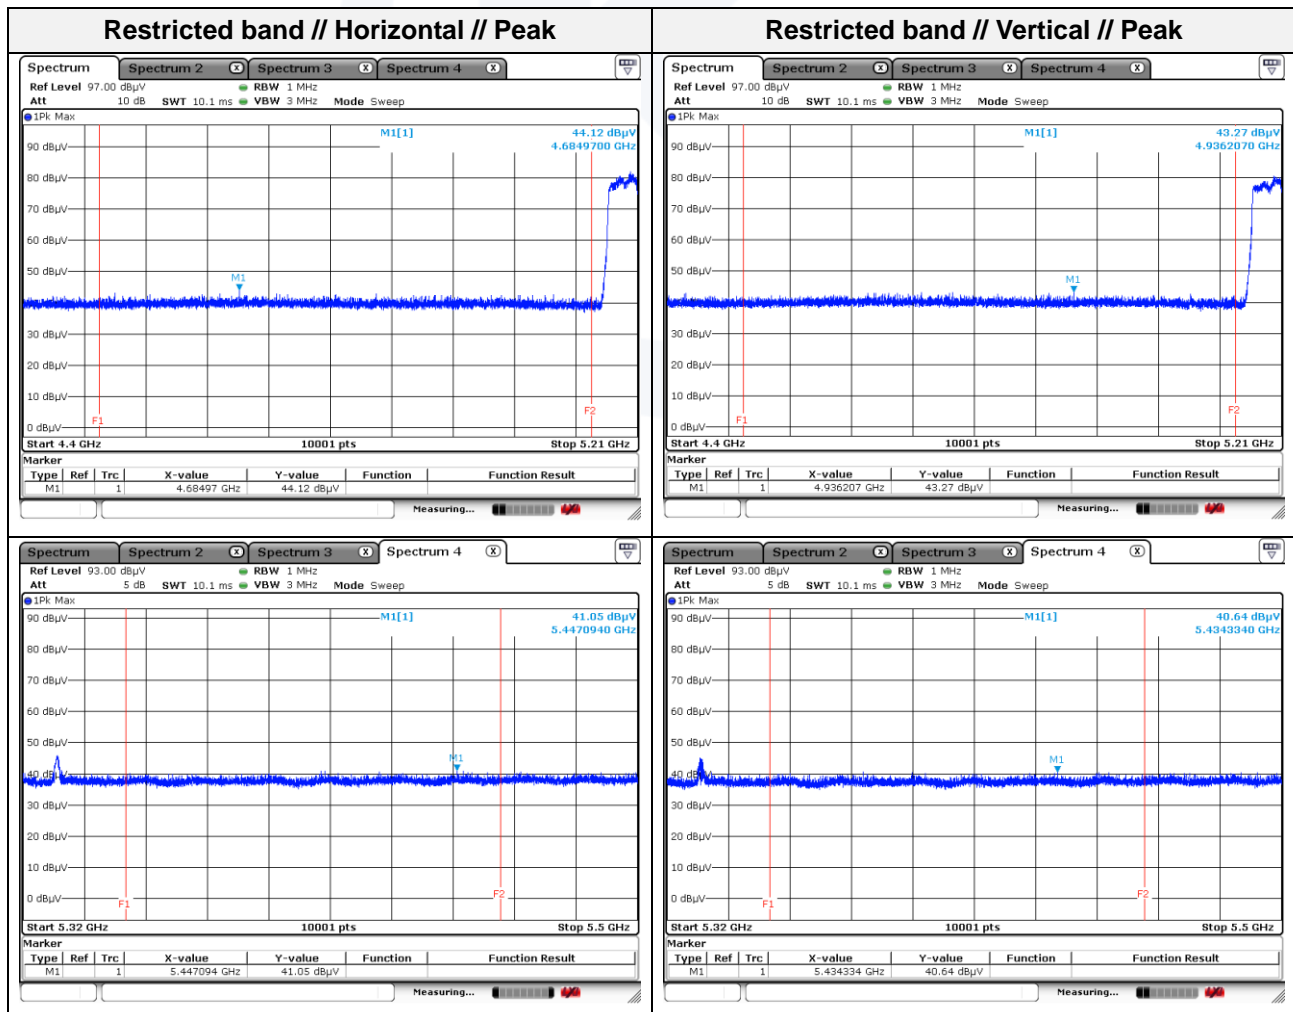 Restricted band // Horizontal // Peak
Restricted band // Vertical // Peak
Spectrum Spectrum 2 X Spectrum 3 X Spectrum 4 X
Ref Level 97.00 dBµV RBW 1 MHz
Att 10 dB SWT 10.1 ms VBW 3 MHz Mode Sweep
1Pk Max
M1[1] 44.12 dBµV
4.6849700 GHz
90 dBµV
80 dBµV
70 dBµV
60 dBµV
50 dBµV
M1
30 dBµV
20 dBµV
10 dBµV
F2
F1
0 dBµV
Start 4.4 GHz 10001 pts Stop 5.21 GHz
Marker
Type Ref Trc X-value Y-value Function Function Result
M1 1 4.68497 GHz 44.12 dBµV
Measuring...
Spectrum Spectrum 2 X Spectrum 3 X Spectrum 4 X
Ref Level 97.00 dBµV RBW 1 MHz
Att 10 dB SWT 10.1 ms VBW 3 MHz Mode Sweep
1Pk Max
M1[1] 43.27 dBµV
4.9362070 GHz
90 dBµV
80 dBµV
70 dBµV
60 dBµV
50 dBµV
M1
30 dBµV
20 dBµV
10 dBµV
F2
F1
0 dBµV
Start 4.4 GHz 10001 pts Stop 5.21 GHz
Marker
Type Ref Trc X-value Y-value Function Function Result
M1 1 4.936207 GHz 43.27 dBµV
Measuring...
Spectrum Spectrum 2 X Spectrum 3 X Spectrum 4 X
Ref Level 93.00 dBµV RBW 1 MHz
Att 5 dB SWT 10.1 ms VBW 3 MHz Mode Sweep
1Pk Max
M1[1] 41.05 dBµV
5.4470940 GHz
90 dBµV
80 dBµV
70 dBµV
60 dBµV
50 dBµV
M1
40 dBµV
30 dBµV
20 dBµV
10 dBµV
F2
0 dBµV
F1
Start 5.32 GHz 10001 pts Stop 5.5 GHz
Marker
Type Ref Trc X-value Y-value Function Function Result
M1 1 5.447094 GHz 41.05 dBµV
Measuring...
Spectrum Spectrum 2 X Spectrum 3 X Spectrum 4 X
Ref Level 93.00 dBµV RBW 1 MHz
Att 5 dB SWT 10.1 ms VBW 3 MHz Mode Sweep
1Pk Max
M1[1] 40.64 dBµV
5.4343340 GHz
90 dBµV
80 dBµV
70 dBµV
60 dBµV
50 dBµV
M1
40 dBµV
30 dBµV
20 dBµV
10 dBµV
F2
0 dBµV
F1
Start 5.32 GHz 10001 pts Stop 5.5 GHz
Marker
Type Ref Trc X-value Y-value Function Function Result
M1 1 5.434334 GHz 40.64 dBµV
Measuring...